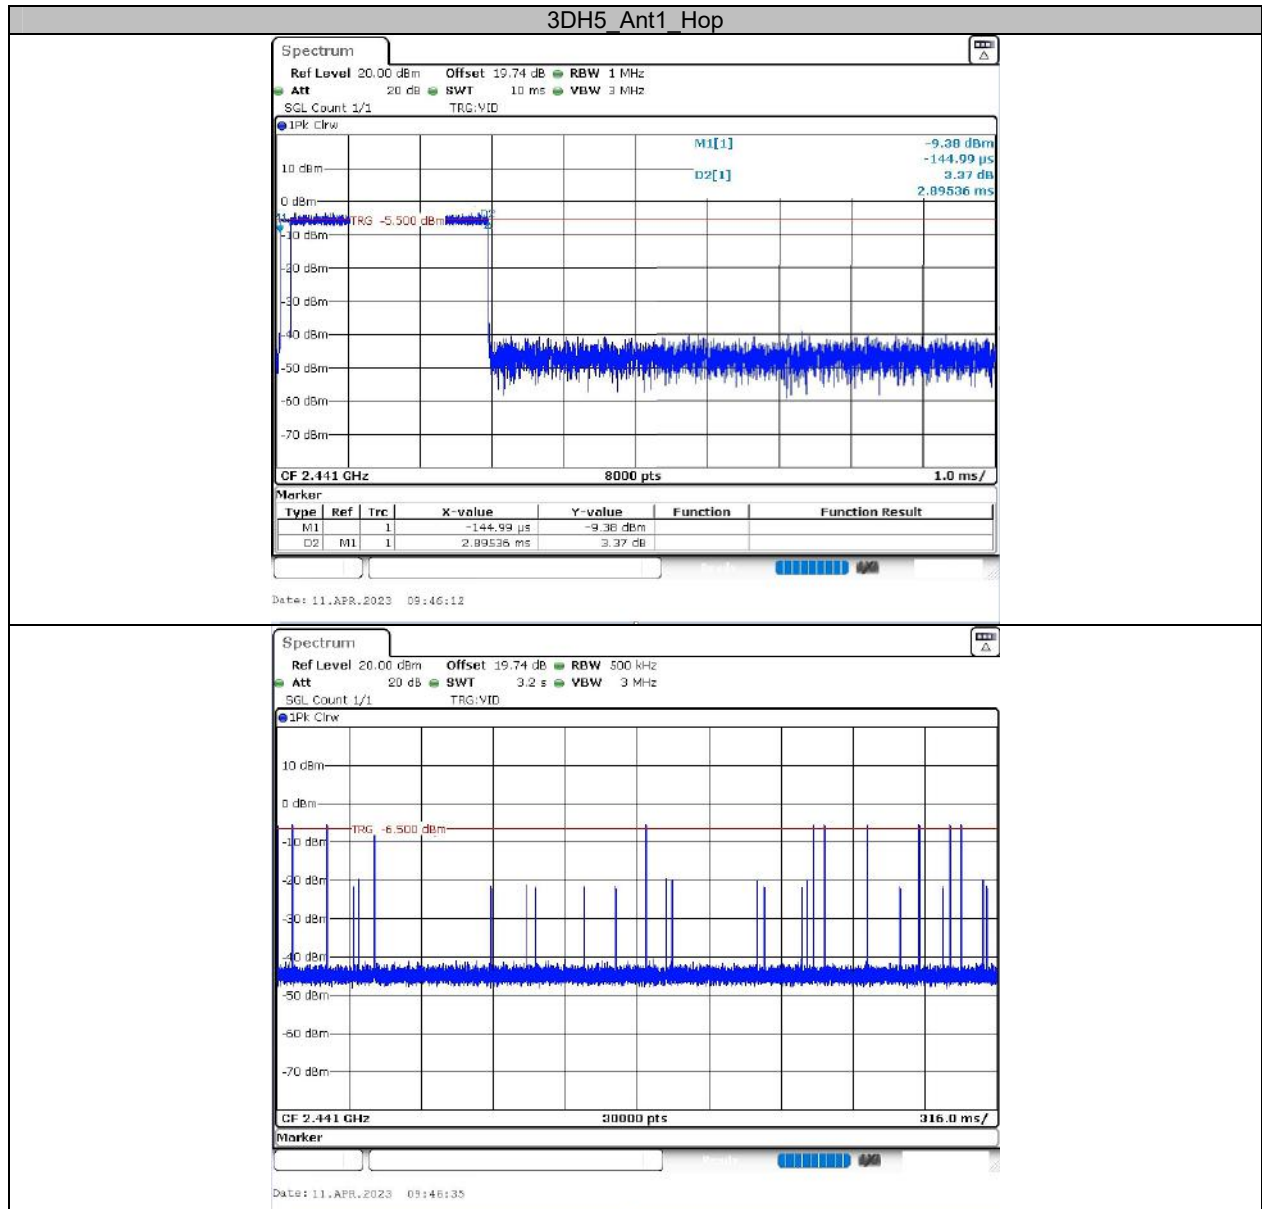 3DH5_Ant1_Hop
Spectrum
Ref Level 20.00 dBm Offset 19.74 dB RBW 1 MHz
Att 20 dB SWT 10 ms VBW 3 MHz
SGL Count 1/1 TRG:VID
1Pk Clrw
M1[1] -9.38 dBm
-144.99 µs
10 dBm
D2[1] 3.37 dB
2.89536 ms
0 dBm
TRG -5.500 dBm
-10 dBm
-20 dBm
-30 dBm
-40 dBm
-50 dBm
-60 dBm
-70 dBm
CF 2.441 GHz 8000 pts 1.0 ms/
Marker
Type Ref Trc X-value Y-value Function Function Result
M1 1 -144.99 µs -9.38 dBm
D2 M1 1 2.89536 ms 3.37 dB
Date: 11.APR.2023 09:46:12
Spectrum
Ref Level 20.00 dBm Offset 19.74 dB RBW 500 kHz
Att 20 dB SWT 3.2 s VBW 3 MHz
SGL Count 1/1 TRG:VID
1Pk Clrw
10 dBm
0 dBm
TRG -6.500 dBm
-10 dBm
-20 dBm
-30 dBm
-40 dBm
-50 dBm
-60 dBm
-70 dBm
CF 2.441 GHz 30000 pts 316.0 ms/
Marker
Date: 11.APR.2023 09:46:35